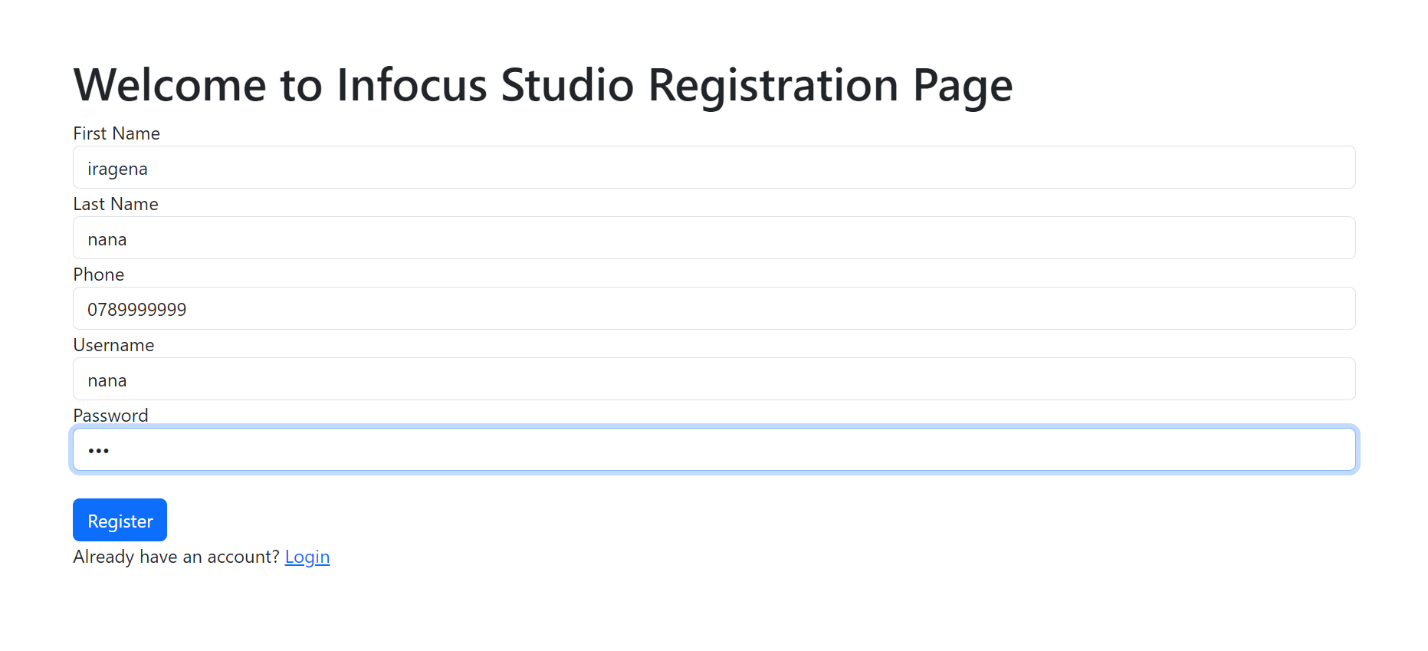 Welcome to Infocus Studio Registration Page
First Name
iragena
Last Name
nana
Phone
0789999999
Username
nana
Password
•••
Register
Already have an account? Login